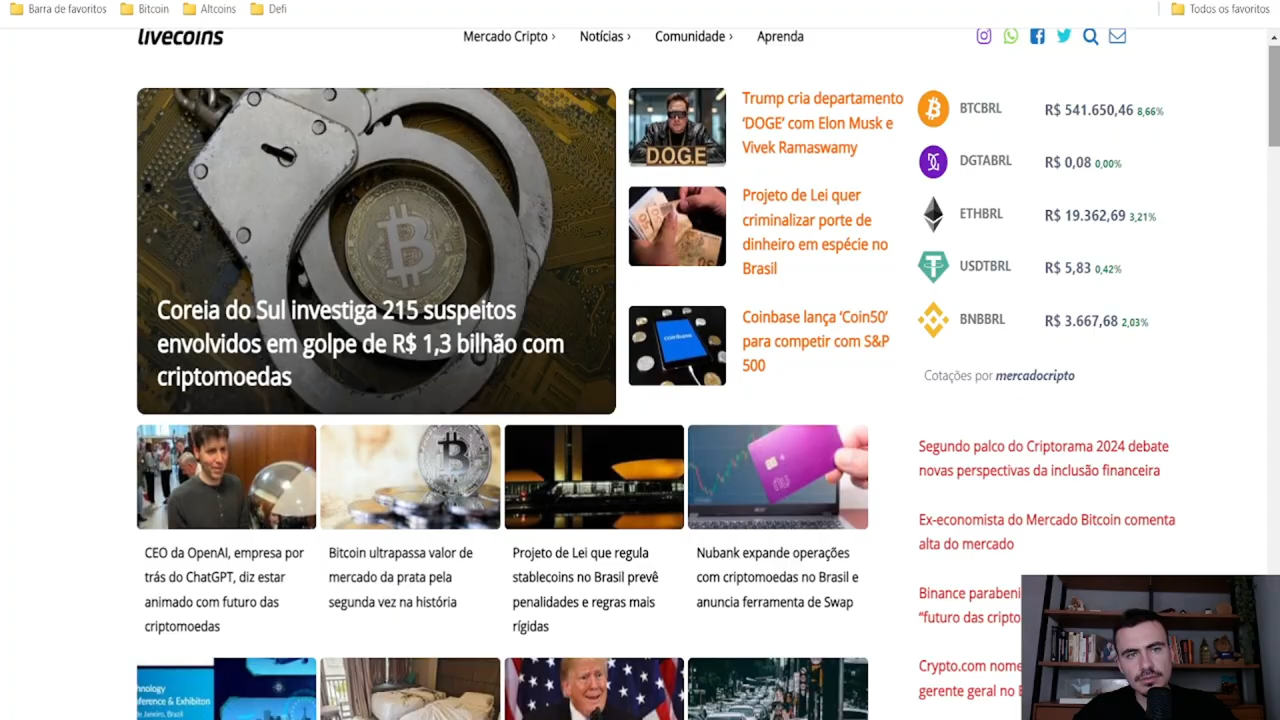 Barra de favoritos
Bitcoin
Altcoins
Defi
Todos os favoritos
livecoins
Mercado Cripto ›
Notícias ›
Comunidade ›
Aprenda
Coreia do Sul investiga 215 suspeitos
envolvidos em golpe de R$ 1,3 bilhão com
criptomoedas
D.O.G.E
Trump cria departamento
‘DOGE’ com Elon Musk e
Vivek Ramaswamy
Projeto de Lei quer
criminalizar porte de
dinheiro em espécie no
Brasil
coinbase
Coinbase lança ‘Coin50’
para competir com S&P
500
BTCBRL R$ 541.650,46 8,66%
DGTABRL R$ 0,08 0,00%
ETHBRL R$ 19.362,69 3,21%
USDTBRL R$ 5,83 0,42%
BNBBRL R$ 3.667,68 2,03%
Cotações por mercadocripto
CEO da OpenAI, empresa por
trás do ChatGPT, diz estar
animado com futuro das
criptomoedas
Bitcoin ultrapassa valor de
mercado da prata pela
segunda vez na história
Projeto de Lei que regula
stablecoins no Brasil prevê
penalidades e regras mais
rígidas
Nubank expande operações
com criptomoedas no Brasil e
anuncia ferramenta de Swap
Segundo palco do Criptorama 2024 debate
novas perspectivas da inclusão financeira
Ex-economista do Mercado Bitcoin comenta
alta do mercado
Binance parabeni
“futuro das cripto
Crypto.com nome
gerente geral no